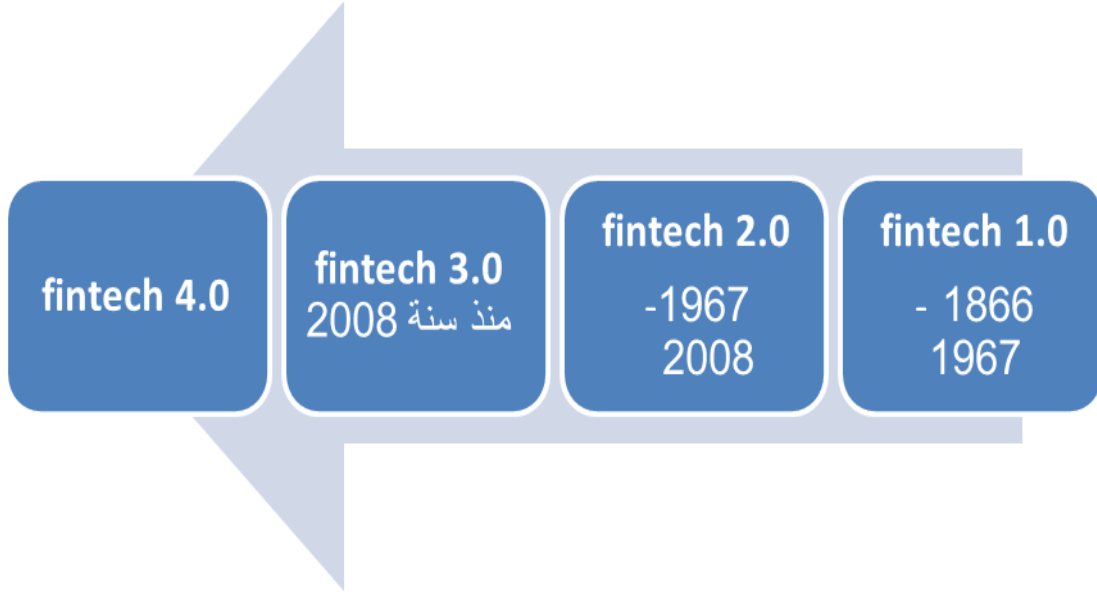 fintech 1.0
1866 -
1967
fintech 2.0
1967-
2008
fintech 3.0
منذ سنة 2008
fintech 4.0